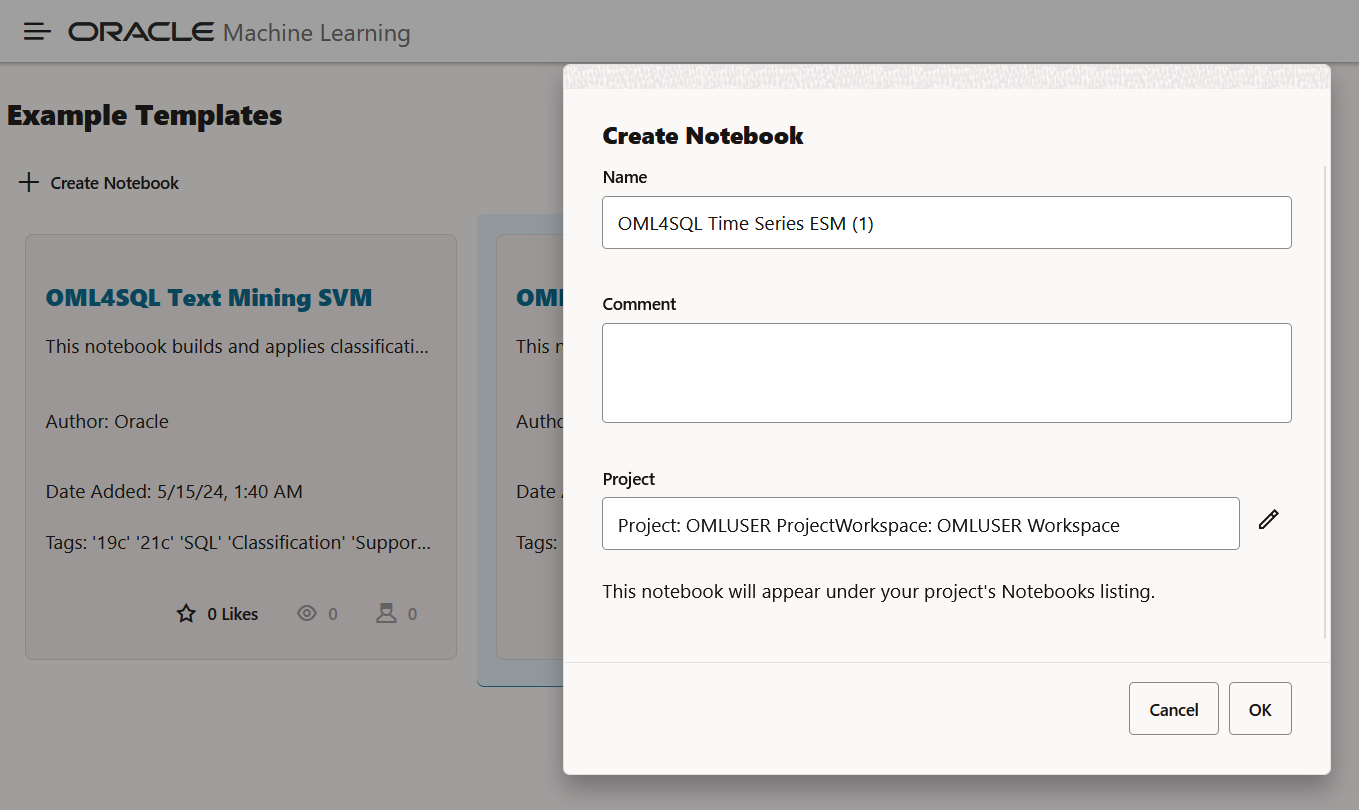 ORACLE Machine Learning
Example Templates
Create Notebook
OML4SQL Text Mining SVM
This notebook builds and applies classificati...
Author: Oracle
Date Added: 5/15/24, 1:40 AM
Tags: '19c' '21c' 'SQL' 'Classification' 'Suppor...
0 Likes
0
0
This
Date
Tags:
Create Notebook
Name
OML4SQL Time Series ESM (1)
Comment
Project
Project: OMLUSER ProjectWorkspace: OMLUSER Workspace
This notebook will appear under your project's Notebooks listing.
Cancel
OK